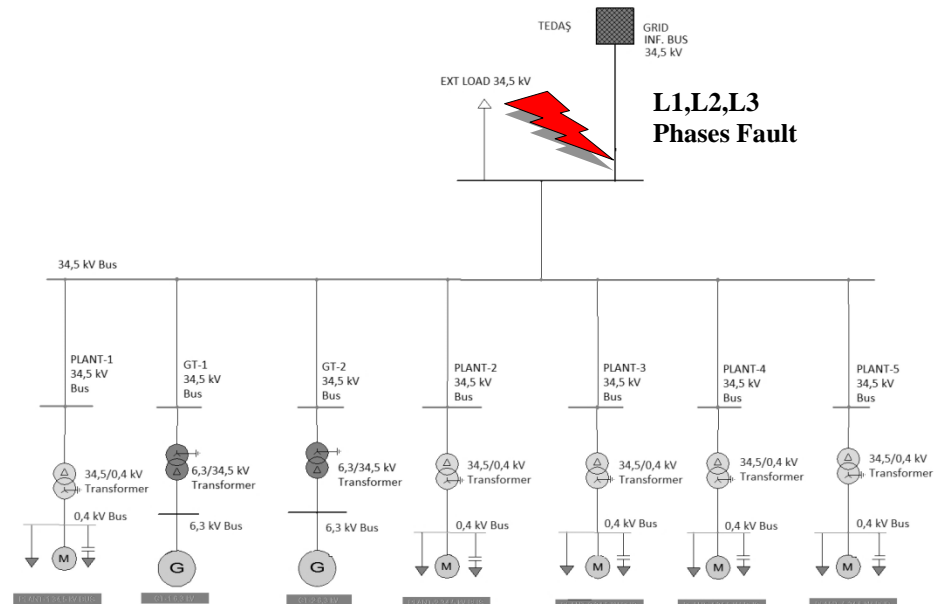 TEDAŞ
GRID
INF. BUS
34,5 kV
EXT LOAD 34,5 kV
L1,L2,L3
Phases Fault
34,5 kV Bus
PLANT-1
34,5 kV
Bus
GT-1
34,5 kV
Bus
GT-2
34,5 kV
Bus
PLANT-2
34,5 kV
Bus
PLANT-3
34,5 kV
Bus
PLANT-4
34,5 kV
Bus
PLANT-5
34,5 kV
Bus
34,5/0,4 kV
Transformer
6,3/34,5 kV
Transformer
6,3/34,5 kV
Transformer
34,5/0,4 kV
Transformer
34,5/0,4 kV
Transformer
34,5/0,4 kV
Transformer
34,5/0,4 kV
Transformer
0,4 kV Bus
6,3 kV Bus
6,3 kV Bus
0,4 kV Bus
0,4 kV Bus
0,4 kV Bus
0,4 kV Bus
M
G
G
M
M
M
M